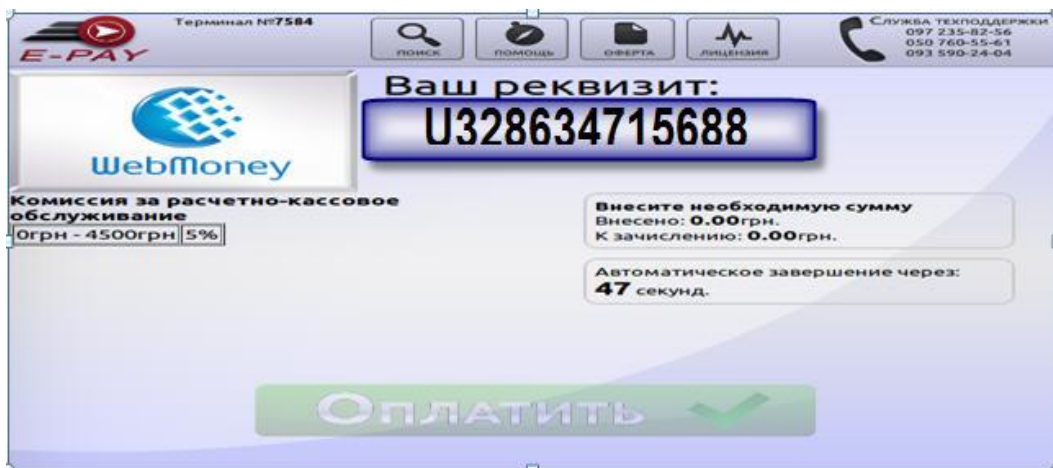 E-PAY
Терминал №7584
ПОИСК
ПОМОЩЬ
ОФЕРТА
ЛИЦЕНЗИЯ
Служба техподдержки
097 235-82-56
050 760-55-61
093 590-24-04
WebMoney
Ваш реквизит:
U328634715688
Комиссия за расчетно-кассовое
обслуживание
0грн - 4500грн 5%
Внесите необходимую сумму
Внесено: 0.00грн.
К зачислению: 0.00грн.
Автоматическое завершение через:
47 секунд.
Оплатить